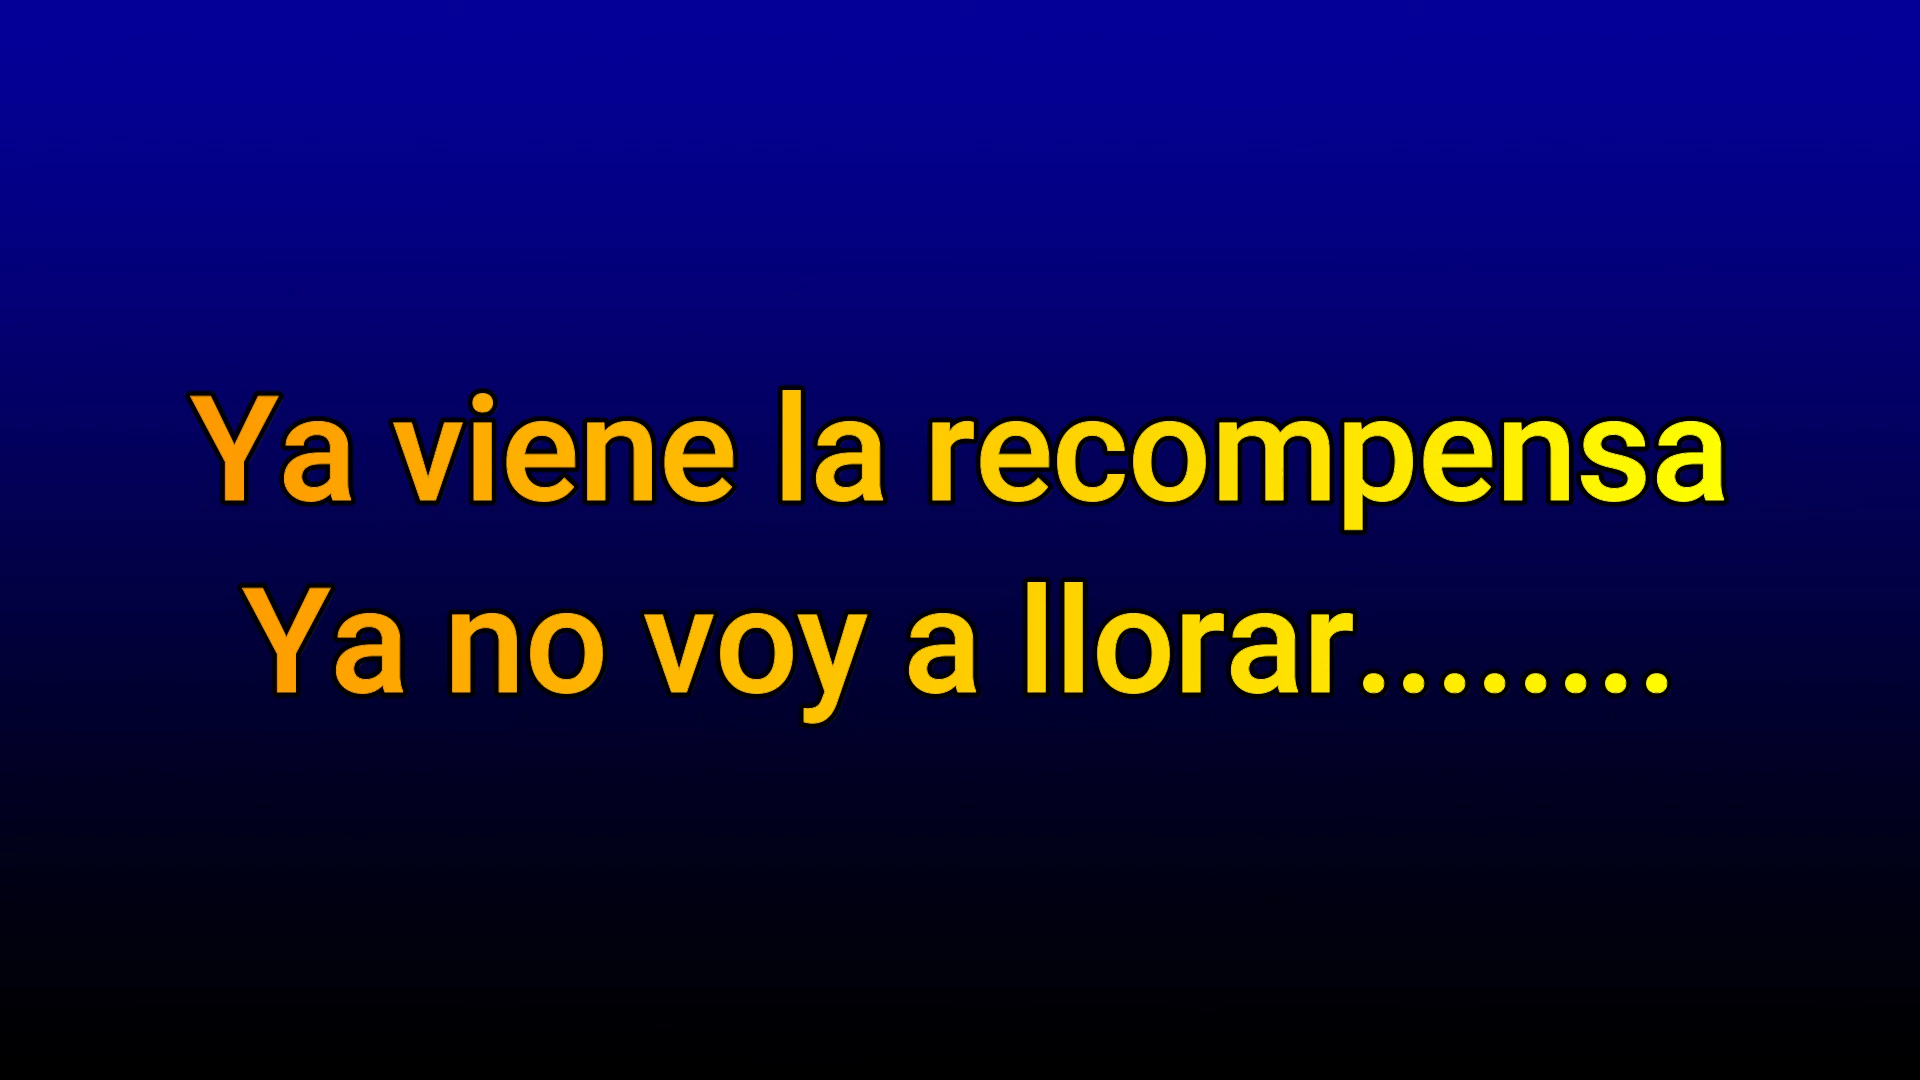 Ya viene la recompensa
Ya no voy a llorar........